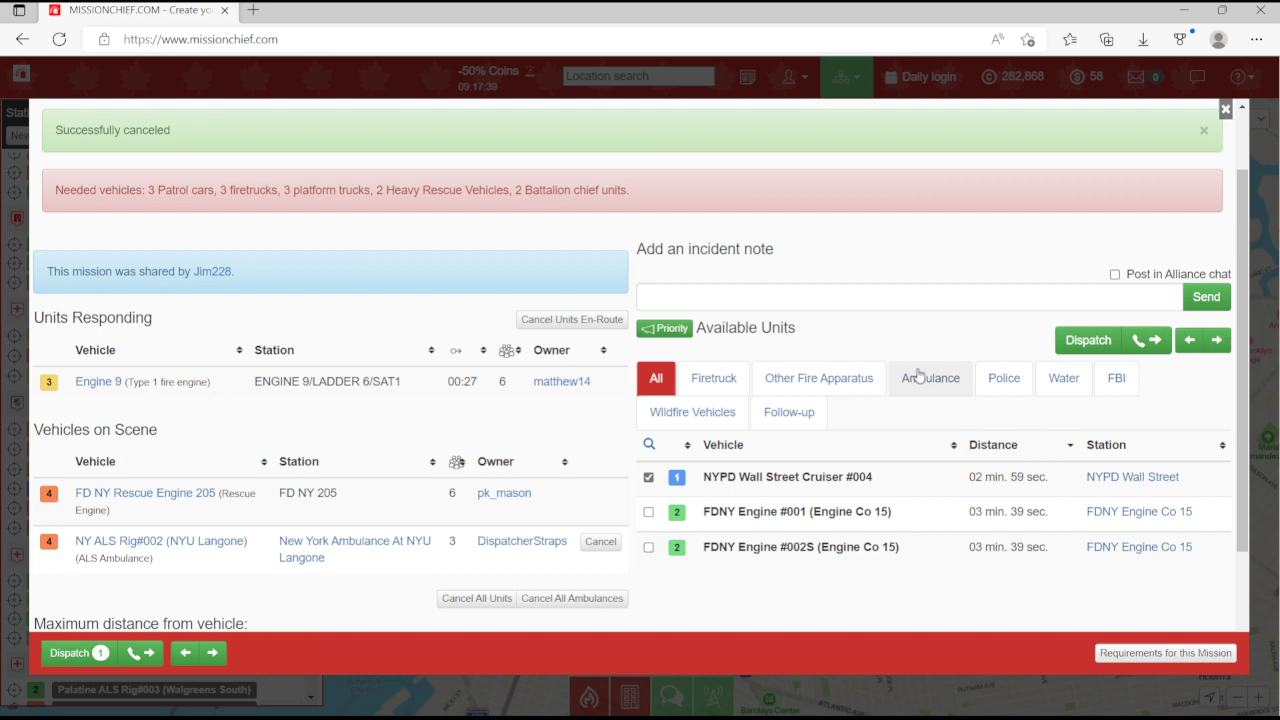 MISSIONCHIEF.COM - Create yo
https://www.missionchief.com
-50% Coins
09:17:39
Location search
Daily login
282,868
58
0
Stati
New
Successfully canceled
Needed vehicles: 3 Patrol cars, 3 firetrucks, 3 platform trucks, 2 Heavy Rescue Vehicles, 2 Battalion chief units.
This mission was shared by Jim228.
Units Responding
Cancel Units En-Route
Vehicle Station Owner
3 Engine 9 (Type 1 fire engine) ENGINE 9/LADDER 6/SAT1 00:27 6 matthew14
Vehicles on Scene
Vehicle Station Owner
4 FD NY Rescue Engine 205 (Rescue FD NY 205 6 pk_mason
Engine)
4 NY ALS Rig#002 (NYU Langone) New York Ambulance At NYU 3 DispatcherStraps Cancel
(ALS Ambulance) Langone
Cancel All Units Cancel All Ambulances
Maximum distance from vehicle:
Add an incident note
Post in Alliance chat
Send
Priority Available Units
Dispatch
All Firetruck Other Fire Apparatus Ambulance Police Water FBI
Wildfire Vehicles Follow-up
Vehicle Distance Station
1 NYPD Wall Street Cruiser #004 02 min. 59 sec. NYPD Wall Street
2 FDNY Engine #001 (Engine Co 15) 03 min. 39 sec. FDNY Engine Co 15
2 FDNY Engine #002S (Engine Co 15) 03 min. 39 sec. FDNY Engine Co 15
Dispatch 1
Requirements for this Mission
2 Palatine ALS Rig#003 (Walgreens South)
Barclays Center
PUTNAM AVE